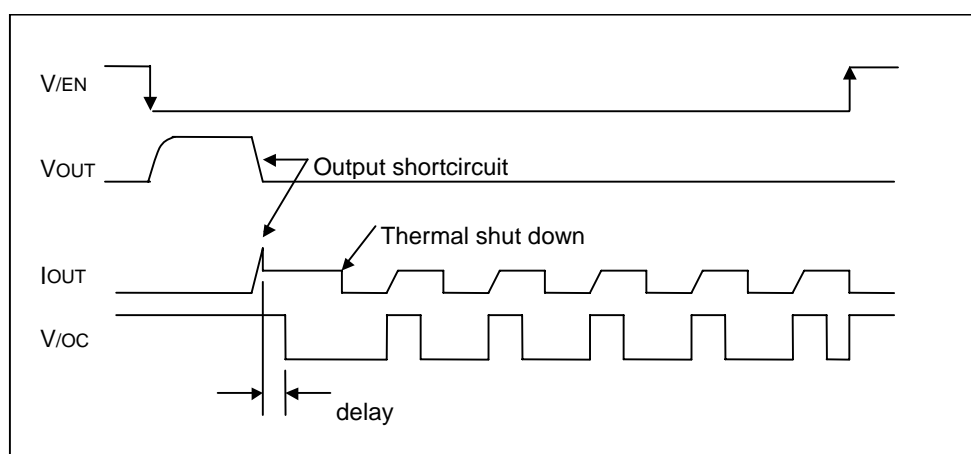 V/EN
VOUT
Output shortcircuit
Thermal shut down
IOUT
V/OC
delay